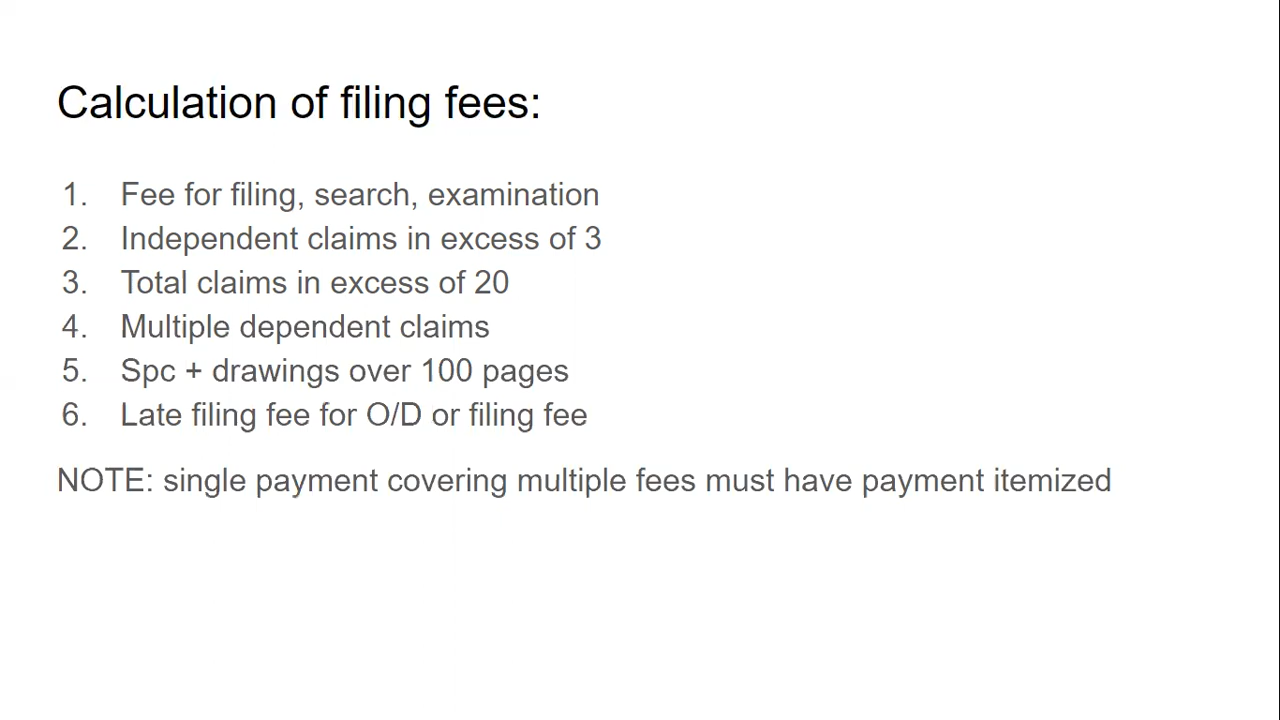 Calculation of filing fees:
1. Fee for filing, search, examination
2. Independent claims in excess of 3
3. Total claims in excess of 20
4. Multiple dependent claims
5. Spc + drawings over 100 pages
6. Late filing fee for O/D or filing fee
NOTE: single payment covering multiple fees must have payment itemized